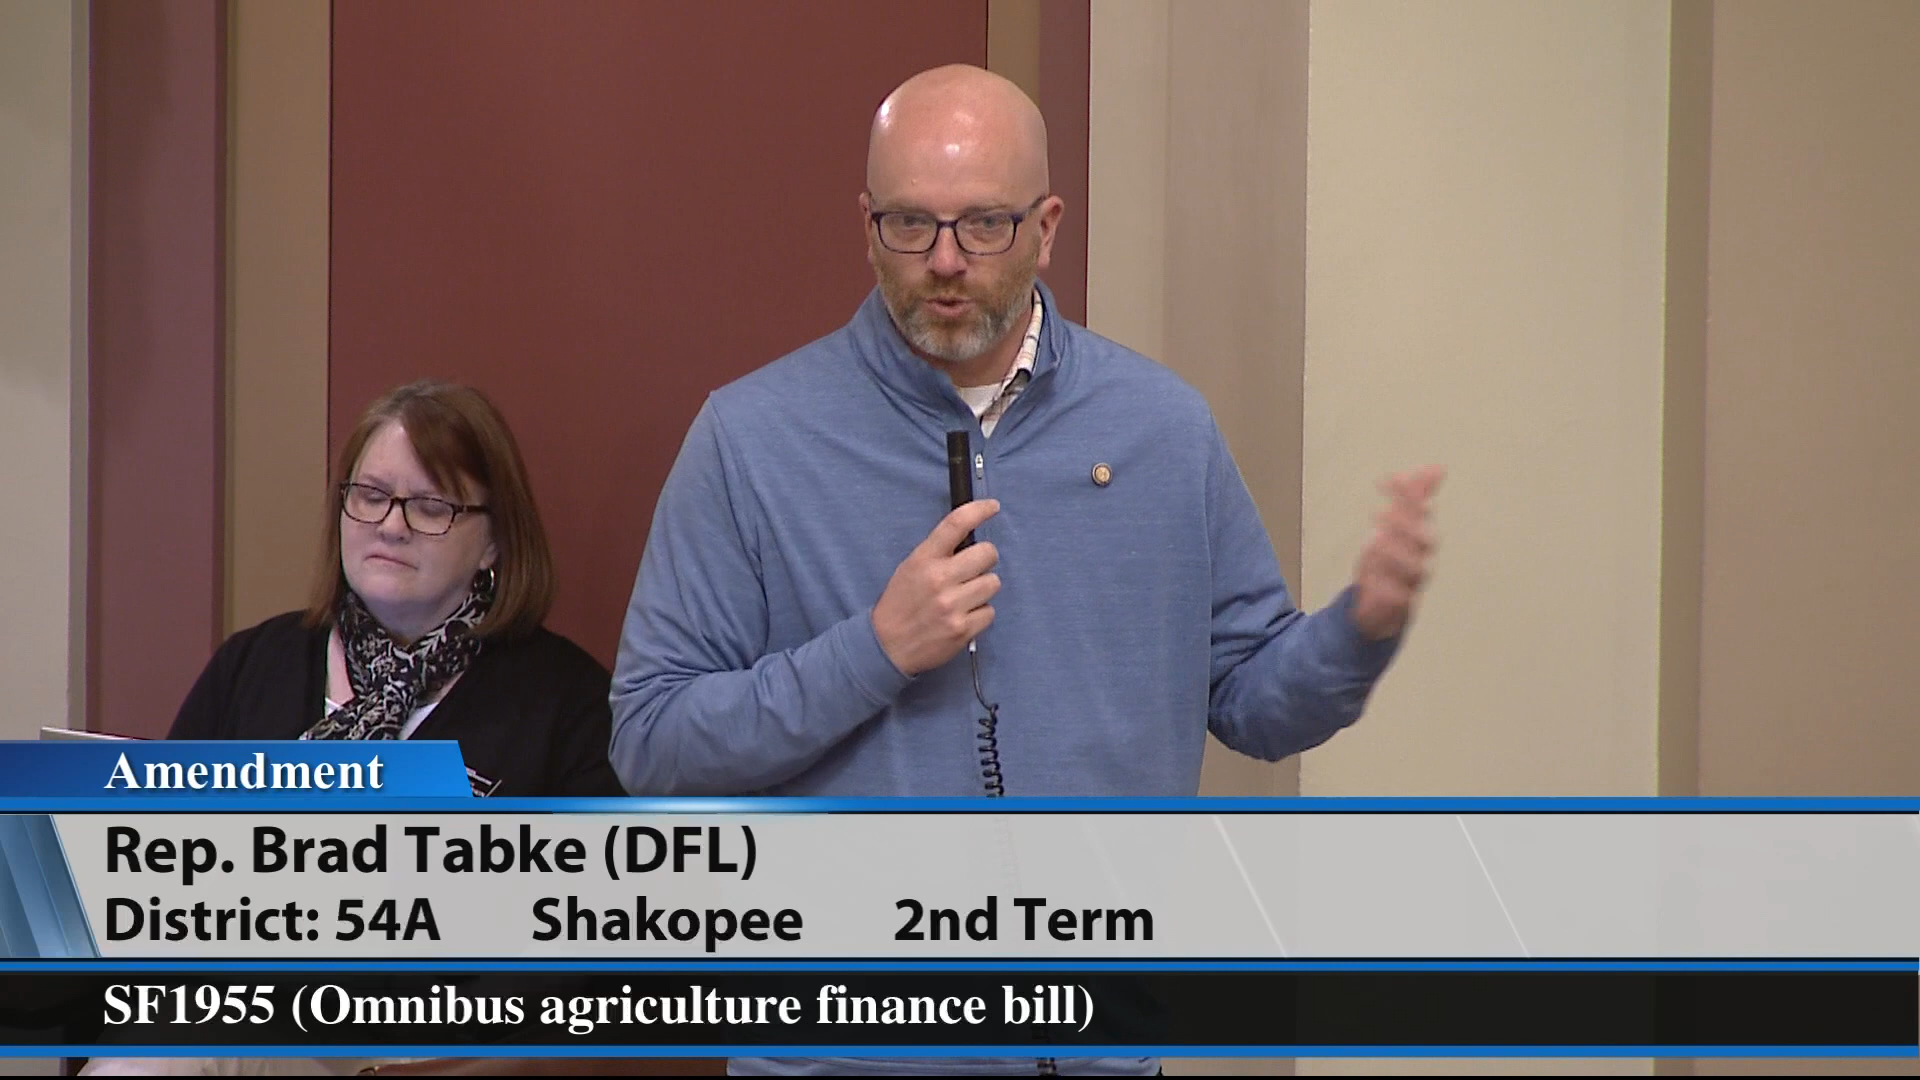 Amendment
Rep. Brad Tabke (DFL)
District: 54A Shakopee 2nd Term
SF1955 (Omnibus agriculture finance bill)